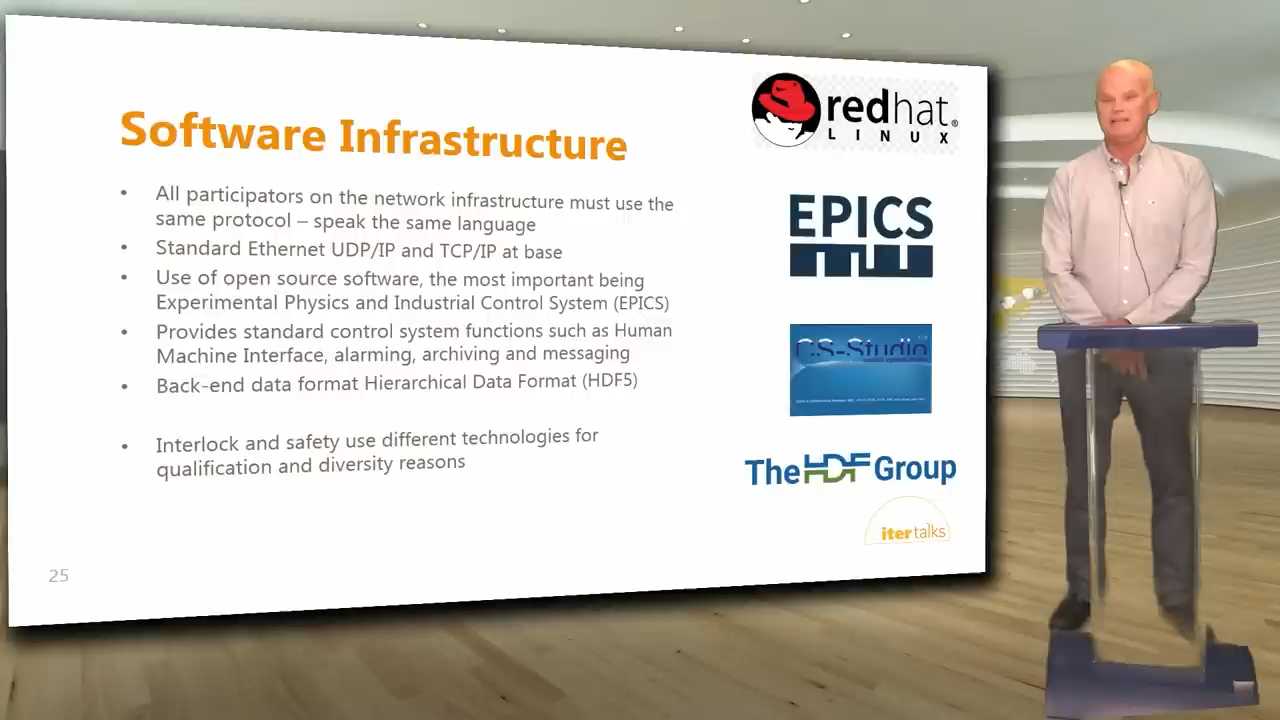 Software Infrastructure
• All participators on the network infrastructure must use the
same protocol – speak the same language
• Standard Ethernet UDP/IP and TCP/IP at base
• Use of open source software, the most important being
Experimental Physics and Industrial Control System (EPICS)
• Provides standard control system functions such as Human
Machine Interface, alarming, archiving and messaging
• Back-end data format Hierarchical Data Format (HDF5)
• Interlock and safety use different technologies for
qualification and diversity reasons
25
redhat®
LINUX
EPICS
CS-Studio
The HDF Group
iter talks